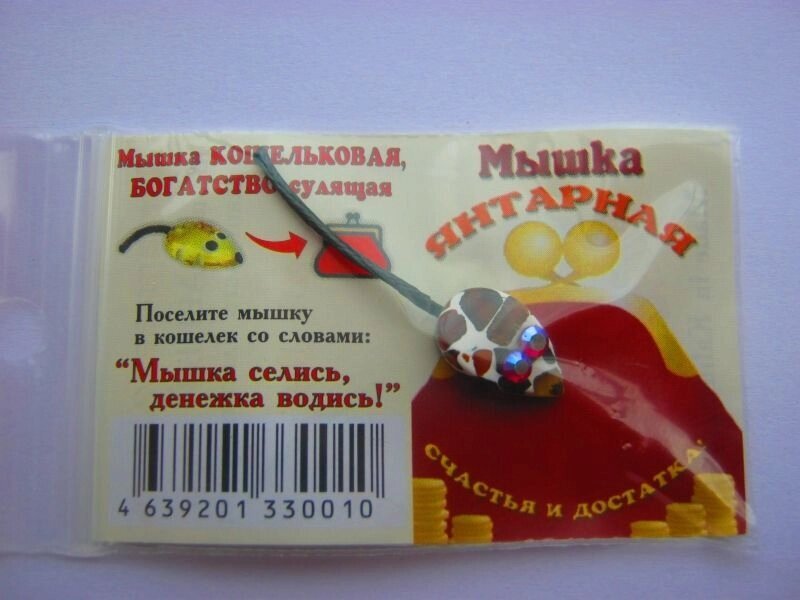 Мышка КОШЕЛЬКОВАЯ,
БОГАТСТВО сулящая
Поселите мышку
в кошелек со словами:
“Мышка селись,
денежка водись!”
4 639201 330010
Мышка
ЯНТАРНАЯ
СЧАСТЬЯ И ДОСТАТКА!